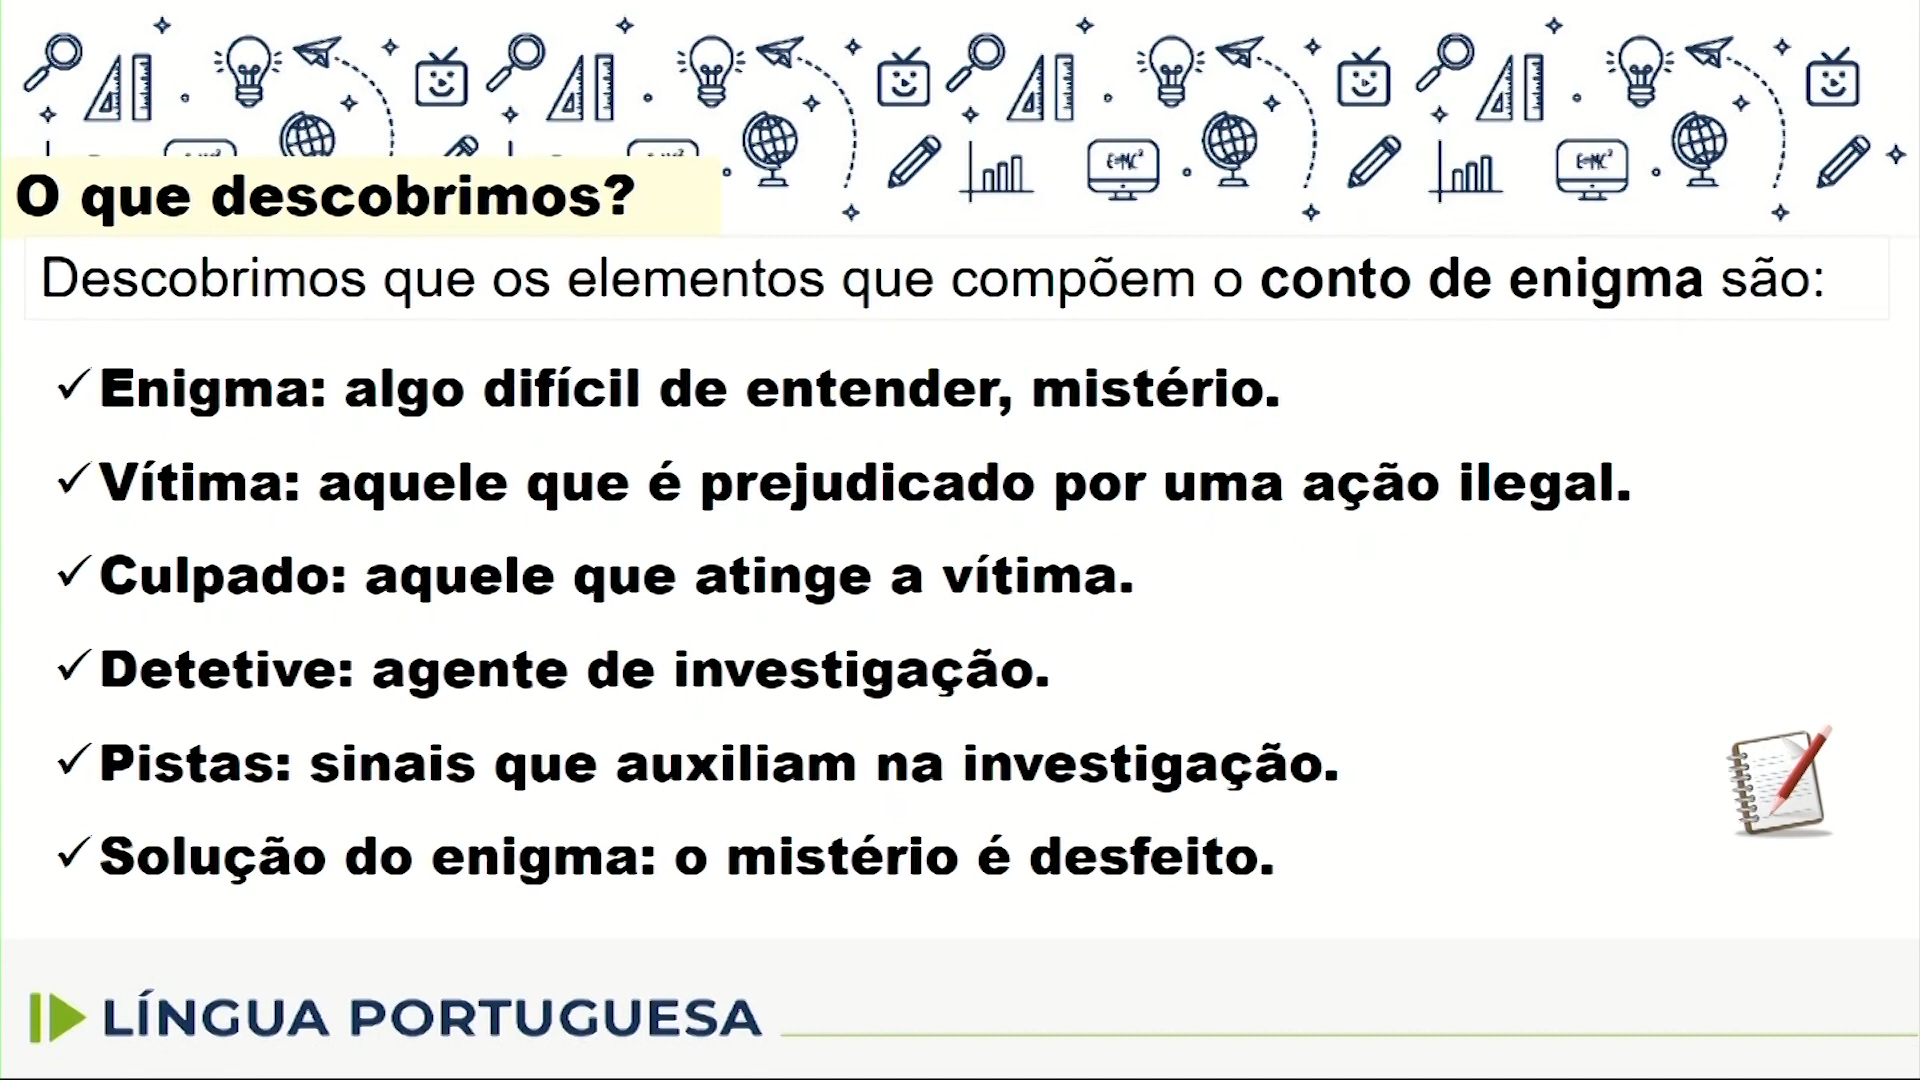 O que descobrimos?
Descobrimos que os elementos que compõem o conto de enigma são:
✓ Enigma: algo difícil de entender, mistério.
✓ Vítima: aquele que é prejudicado por uma ação ilegal.
✓ Culpado: aquele que atinge a vítima.
✓ Detetive: agente de investigação.
✓ Pistas: sinais que auxiliam na investigação.
✓ Solução do enigma: o mistério é desfeito.
LÍNGUA PORTUGUESA
E=MC²
E=MC²